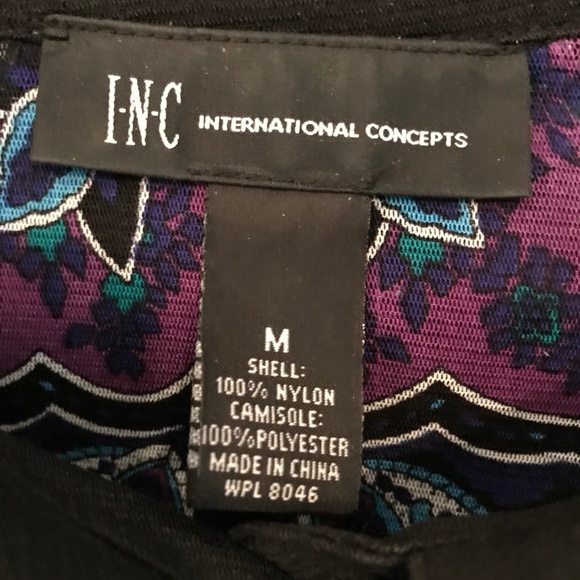 I·N·C INTERNATIONAL CONCEPTS
M
SHELL:
100% NYLON
CAMISOLE:
100%POLYESTER
MADE IN CHINA
WPL 8046